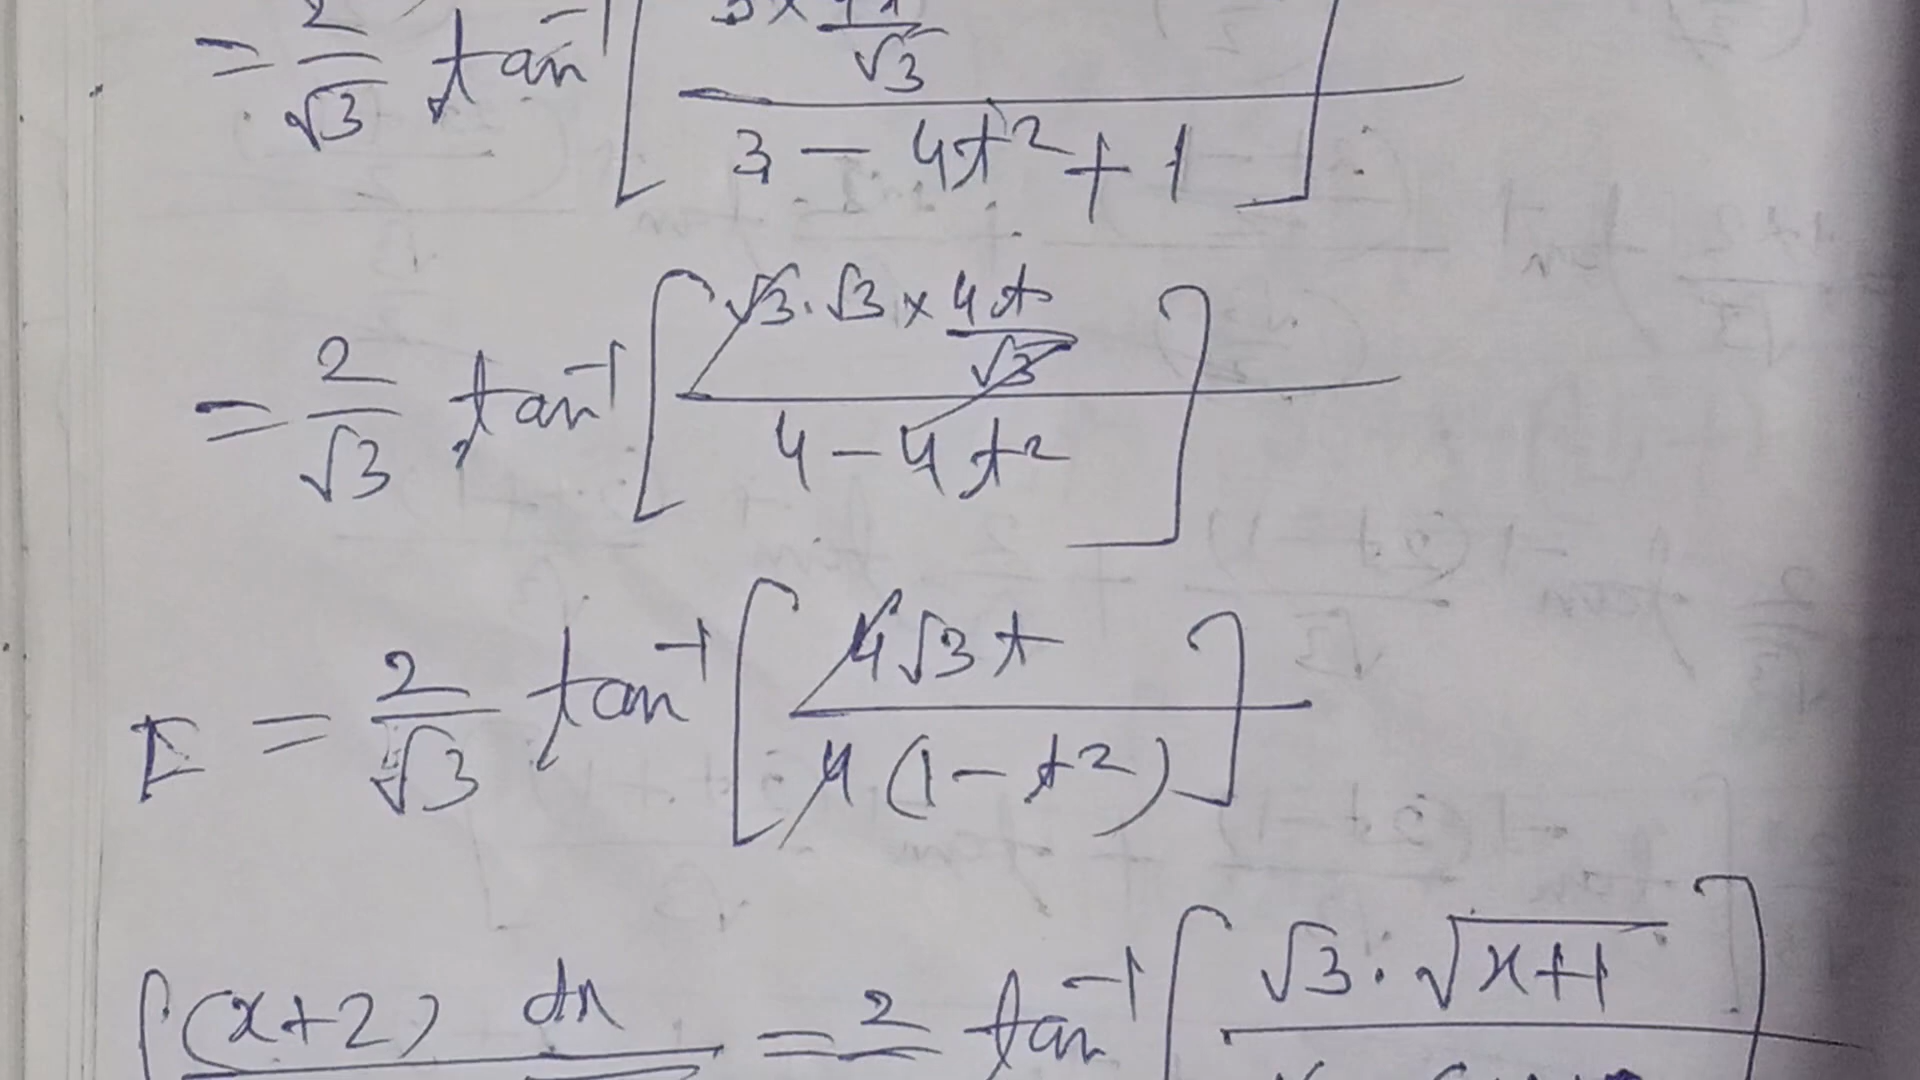 = 2/√3 tan⁻¹ [ (3 × 4t/√3) / (3 − 4t² + 1) ]
= 2/√3 tan⁻¹ [ (√3·√3 × 4t/√3) / (4 − 4t²) ]
I = 2/√3 tan⁻¹ [ 4√3t / 4(1 − t²) ]
∫ (x+2) dx = 2 tan⁻¹ [ √3·√(x+1)